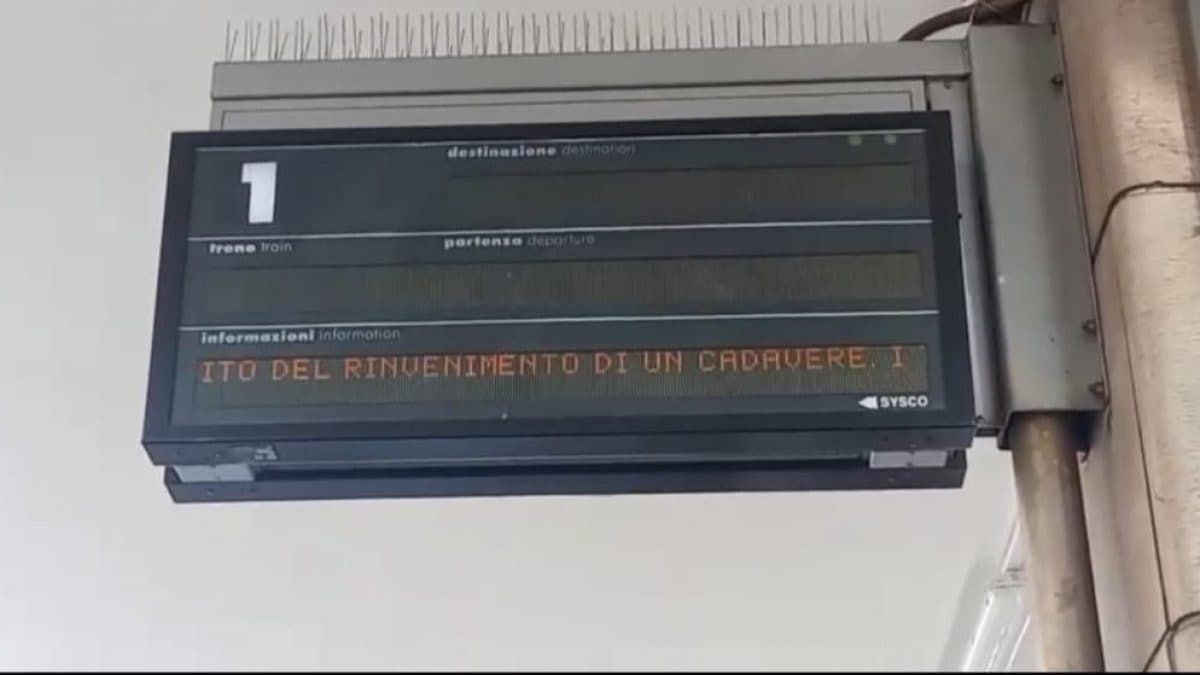 1
destinazione destination
treno train
partenza departure
informazioni information
ITO DEL RINVENIMENTO DI UN CADAVERE. I
SYSCO